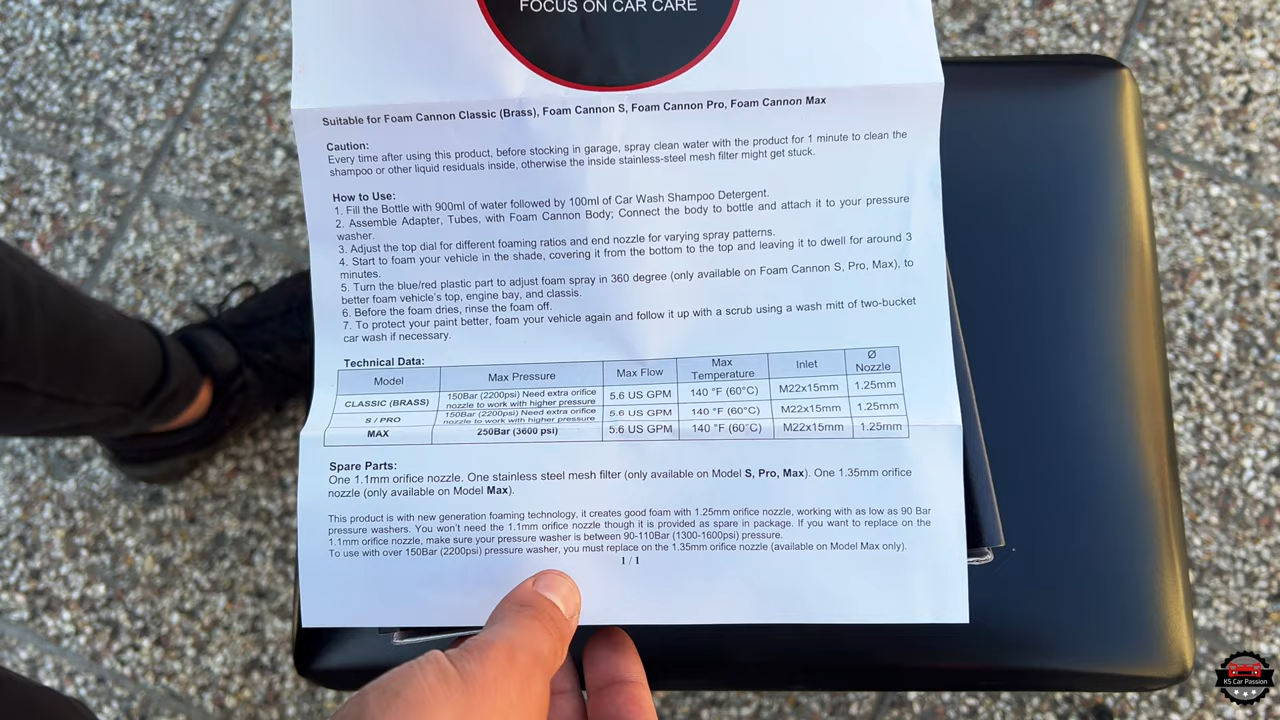 FOCUS ON CAR CARE
Suitable for Foam Cannon Classic (Brass), Foam Cannon S, Foam Cannon Pro, Foam Cannon Max
Caution:
Every time after using this product, before stocking in garage, spray clean water with the product for 1 minute to clean the
shampoo or other liquid residuals inside, otherwise the inside stainless-steel mesh filter might get stuck.
How to Use:
1. Fill the Bottle with 900ml of water followed by 100ml of Car Wash Shampoo Detergent.
2. Assemble Adapter, Tubes, with Foam Cannon Body; Connect the body to bottle and attach it to your pressure
washer.
3. Adjust the top dial for different foaming ratios and end nozzle for varying spray patterns.
4. Start to foam your vehicle in the shade, covering it from the bottom to the top and leaving it to dwell for around 3
minutes.
5. Turn the blue/red plastic part to adjust foam spray in 360 degree (only available on Foam Cannon S, Pro, Max), to
better foam vehicle's top, engine bay, and classis.
6. Before the foam dries, rinse the foam off.
7. To protect your paint better, foam your vehicle again and follow it up with a scrub using a wash mitt of two-bucket
car wash if necessary.
Technical Data:
Model Max Pressure Max Flow Max Temperature Inlet Ø Nozzle
CLASSIC (BRASS) 150Bar (2200psi) Need extra orifice nozzle to work with higher pressure 5.6 US GPM 140 °F (60°C) M22x15mm 1.25mm
S / PRO 150Bar (2200psi) Need extra orifice nozzle to work with higher pressure 5.6 US GPM 140 °F (60°C) M22x15mm 1.25mm
MAX 250Bar (3600 psi) 5.6 US GPM 140 °F (60°C) M22x15mm 1.25mm
Spare Parts:
One 1.1mm orifice nozzle. One stainless steel mesh filter (only available on Model S, Pro, Max). One 1.35mm orifice
nozzle (only available on Model Max).
This product is with new generation foaming technology, it creates good foam with 1.25mm orifice nozzle, working with as low as 90 Bar
pressure washers. You won't need the 1.1mm orifice nozzle though it is provided as spare in package. If you want to replace on the
1.1mm orifice nozzle, make sure your pressure washer is between 90-110Bar (1300-1600psi) pressure.
To use with over 150Bar (2200psi) pressure washer, you must replace on the 1.35mm orifice nozzle (available on Model Max only).
1 / 1
KS Car Passion